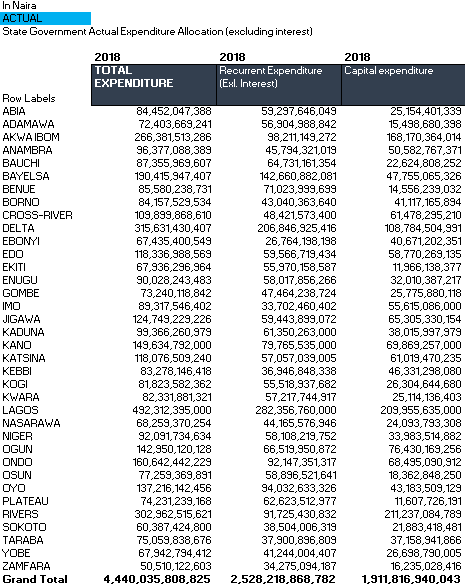 In Naira
ACTUAL
State Government Actual Expenditure Allocation (excluding interest)
2018 2018 2018
TOTAL EXPENDITURE Recurrent Expenditure (Exl. Interest) Capital expenditure
Row Labels
ABIA 84,452,047,388 59,297,646,049 25,154,401,339
ADAMAWA 72,403,669,241 56,904,988,842 15,498,680,398
AKWA IBOM 266,381,513,286 98,211,149,272 168,170,364,014
ANAMBRA 96,377,088,389 45,794,321,019 50,582,767,371
BAUCHI 87,355,969,607 64,731,161,354 22,624,808,252
BAYELSA 190,415,947,407 142,660,882,081 47,755,065,326
BENUE 85,580,238,731 71,023,999,699 14,556,239,032
BORNO 84,157,529,534 43,040,363,640 41,117,165,894
CROSS-RIVER 109,899,868,610 48,421,573,400 61,478,295,210
DELTA 315,631,430,407 206,846,925,416 108,784,504,991
EBONYI 67,435,400,549 26,764,198,198 40,671,202,351
EDO 118,336,988,569 59,566,719,434 58,770,269,135
EKITI 67,936,296,964 55,970,158,587 11,966,138,377
ENUGU 90,028,243,483 58,017,856,266 32,010,387,217
GOMBE 73,240,118,842 47,464,238,724 25,775,880,118
IMO 89,317,546,402 33,702,460,402 55,615,086,000
JIGAWA 124,749,229,226 59,443,899,072 65,305,330,154
KADUNA 99,366,260,979 61,350,263,000 38,015,997,979
KANO 149,634,792,000 79,765,535,000 69,869,257,000
KATSINA 118,076,509,240 57,057,039,005 61,019,470,235
KEBBI 83,278,146,418 36,946,848,338 46,331,298,080
KOGI 81,823,582,362 55,518,937,682 26,304,644,680
KWARA 82,331,881,321 57,217,744,917 25,114,136,403
LAGOS 492,312,395,000 282,356,760,000 209,955,635,000
NASARAWA 68,259,370,254 44,165,576,946 24,093,793,308
NIGER 92,091,734,634 58,108,219,752 33,983,514,882
OGUN 142,950,120,128 66,519,950,872 76,430,169,256
ONDO 160,642,442,229 92,147,351,317 68,495,090,912
OSUN 77,259,369,891 58,896,521,641 18,362,848,250
OYO 137,216,142,456 94,032,633,326 43,183,509,129
PLATEAU 74,231,239,168 62,623,512,977 11,607,726,191
RIVERS 302,962,515,621 91,725,430,832 211,237,084,789
SOKOTO 60,387,424,800 38,504,006,319 21,883,418,481
TARABA 75,059,838,676 37,900,896,809 37,158,941,866
YOBE 67,942,794,412 41,244,004,407 26,698,790,005
ZAMFARA 50,510,122,603 34,275,094,187 16,235,028,416
Grand Total 4,440,035,808,825 2,528,218,868,782 1,911,816,940,043